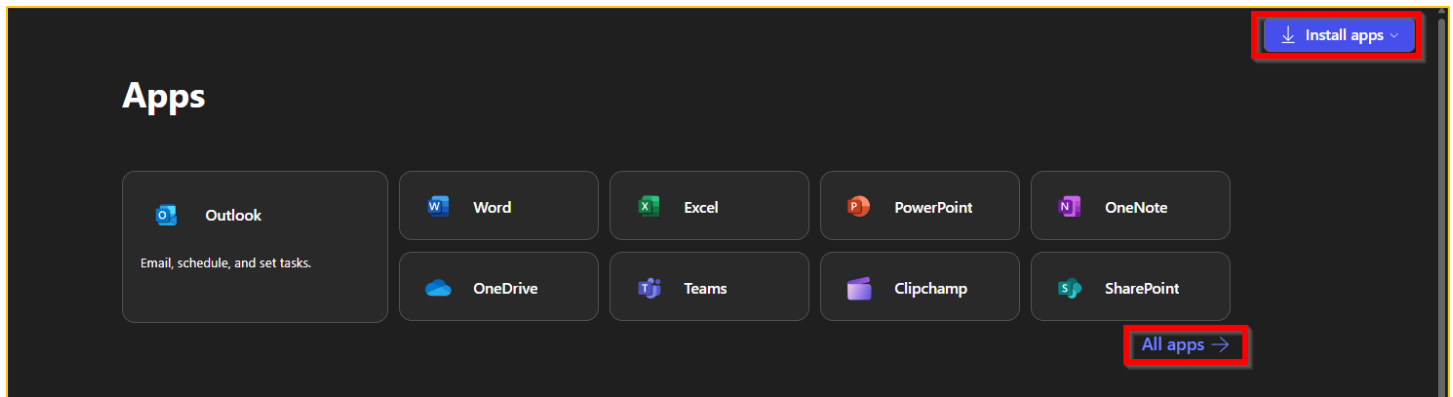 Install apps
Apps
Outlook
Email, schedule, and set tasks.
Word
Excel
PowerPoint
OneNote
OneDrive
Teams
Clipchamp
SharePoint
All apps →